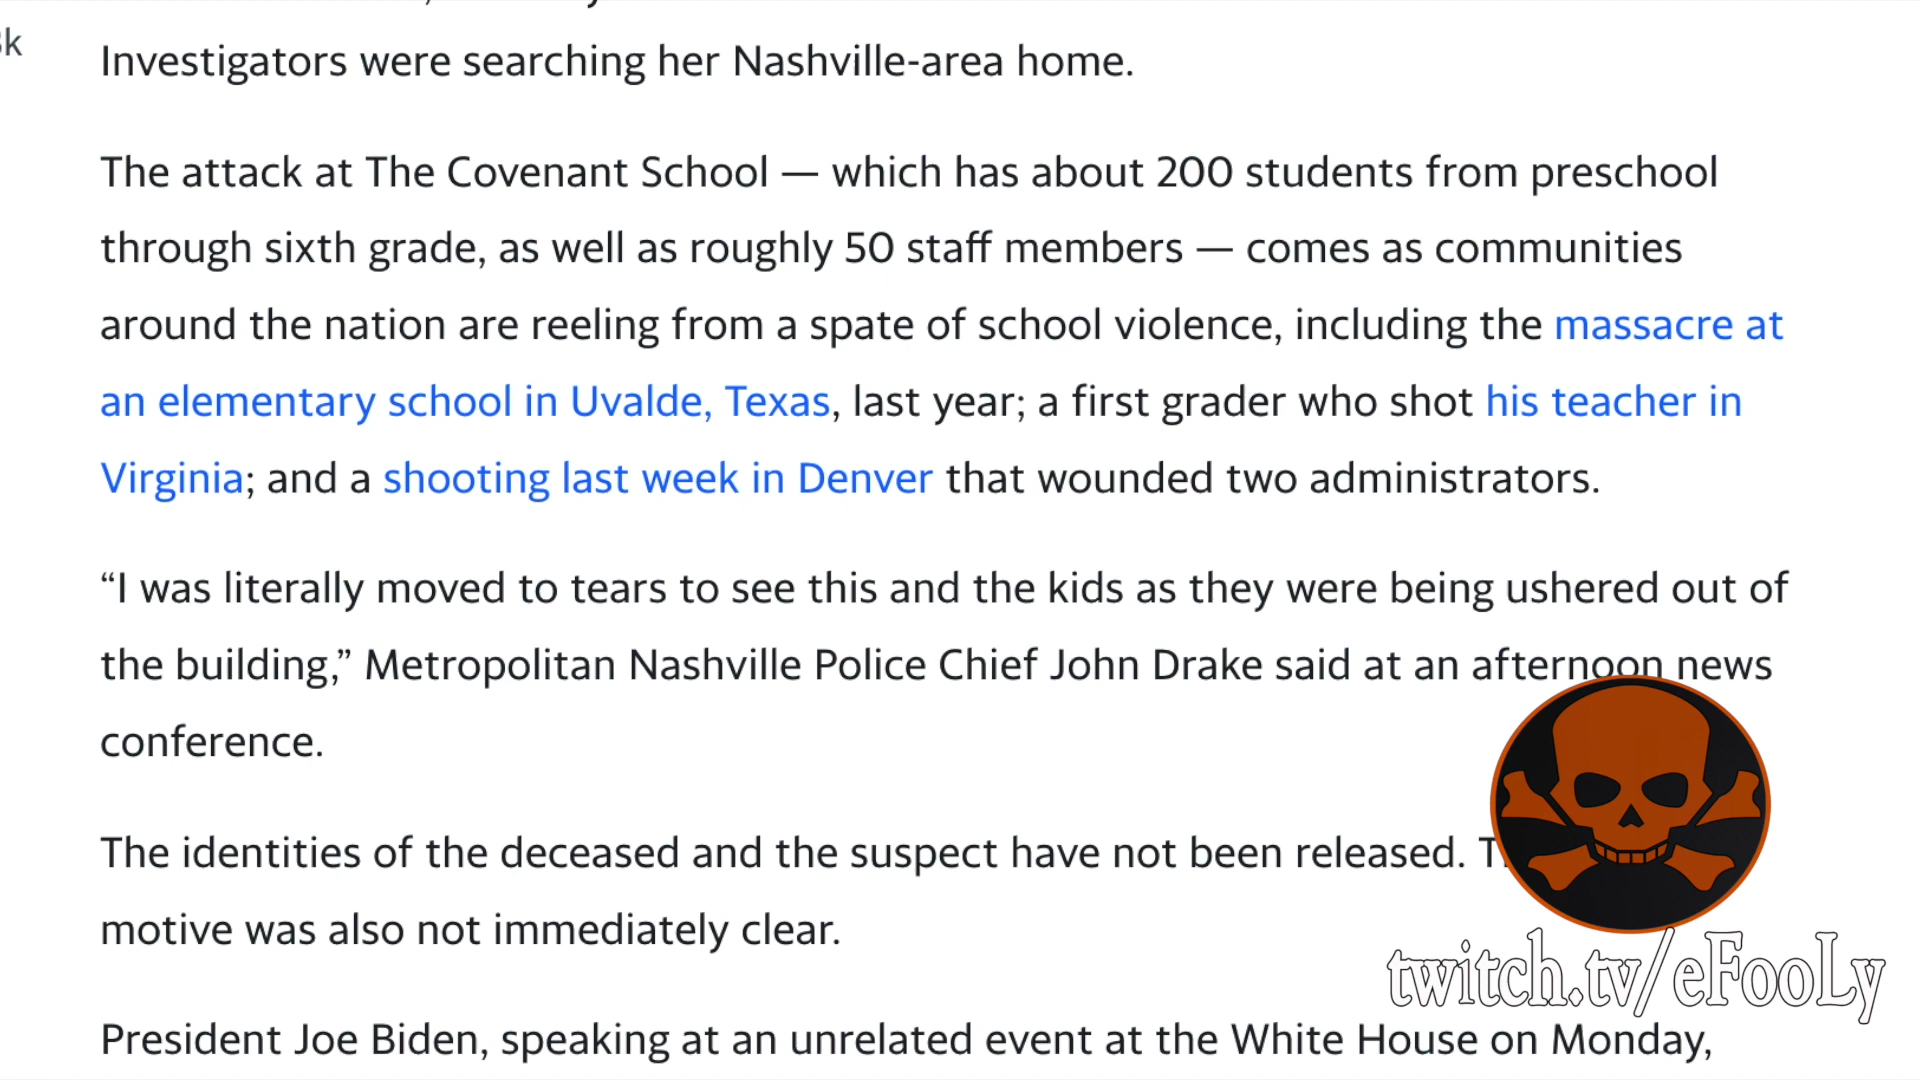 Investigators were searching her Nashville-area home.
The attack at The Covenant School — which has about 200 students from preschool
through sixth grade, as well as roughly 50 staff members — comes as communities
around the nation are reeling from a spate of school violence, including the massacre at
an elementary school in Uvalde, Texas, last year; a first grader who shot his teacher in
Virginia; and a shooting last week in Denver that wounded two administrators.
“I was literally moved to tears to see this and the kids as they were being ushered out of
the building,” Metropolitan Nashville Police Chief John Drake said at an afternoon news
conference.
The identities of the deceased and the suspect have not been released.
motive was also not immediately clear.
twitch.tv/eFooLy
President Joe Biden, speaking at an unrelated event at the White House on Monday,